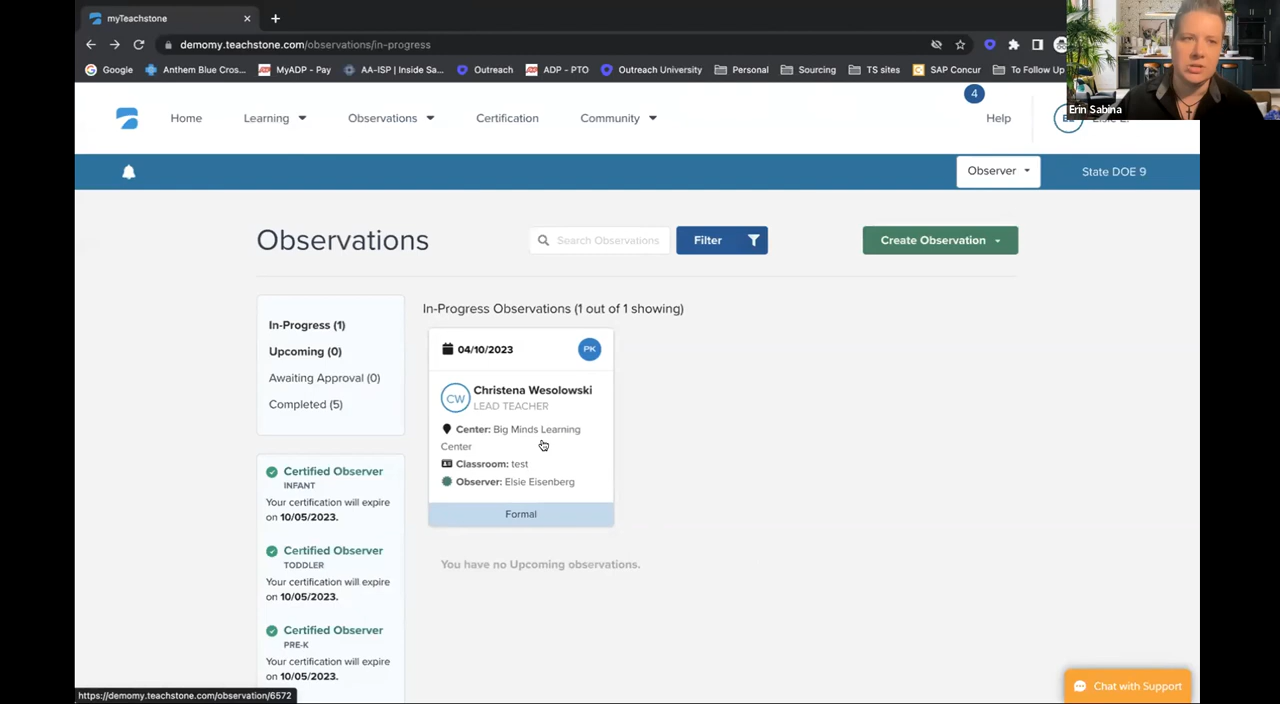 myTeachstone
demomy.teachstone.com/observations/in-progress
Google
Anthem Blue Cros...
MyADP - Pay
AA-ISP | Inside Sa...
Outreach
ADP - PTO
Outreach University
Personal
Sourcing
TS sites
SAP Concur
To Follow Up
Erin Sabina
Home
Learning
Observations
Certification
Community
4
Help
Observer
State DOE 9
Observations
Search Observations
Filter
Create Observation
In-Progress (1)
Upcoming (0)
Awaiting Approval (0)
Completed (5)
Certified Observer
INFANT
Your certification will expire
on 10/05/2023.
Certified Observer
TODDLER
Your certification will expire
on 10/05/2023.
Certified Observer
PRE-K
Your certification will expire
on 10/05/2023.
In-Progress Observations (1 out of 1 showing)
04/10/2023
PK
CW
Christena Wesolowski
LEAD TEACHER
Center: Big Minds Learning
Center
Classroom: test
Observer: Elsie Eisenberg
Formal
You have no Upcoming observations.
https://demomy.teachstone.com/observation/6572
Chat with Support